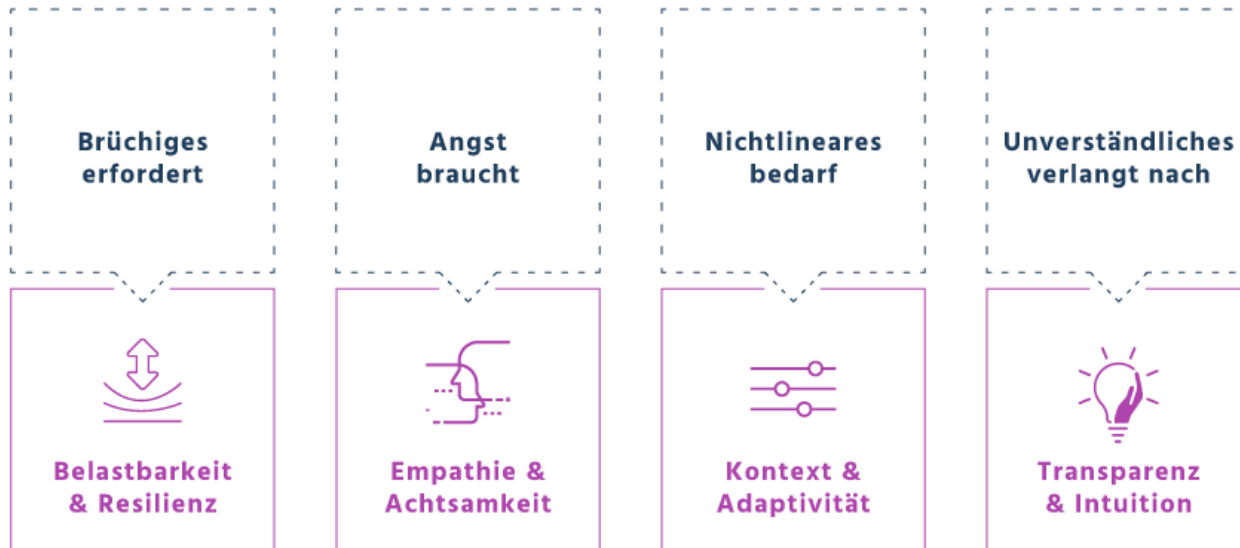 Brüchiges
erfordert
Angst
braucht
Nichtlineares
bedarf
Unverständliches
verlangt nach
Belastbarkeit
& Resilienz
Empathie &
Achtsamkeit
Kontext &
Adaptivität
Transparenz
& Intuition